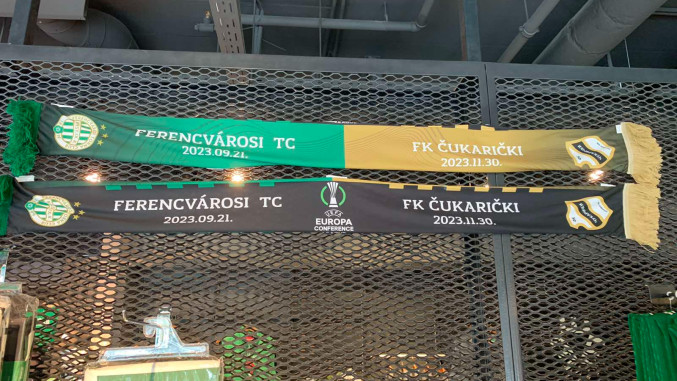 FERENCVÁROSI TC
2023.09.21.
FK ČUKARIČKI
2023.11.30.
FERENCVÁROSI TC
2023.09.21.
UEFA
EUROPA
CONFERENCE
FK ČUKARIČKI
2023.11.30.